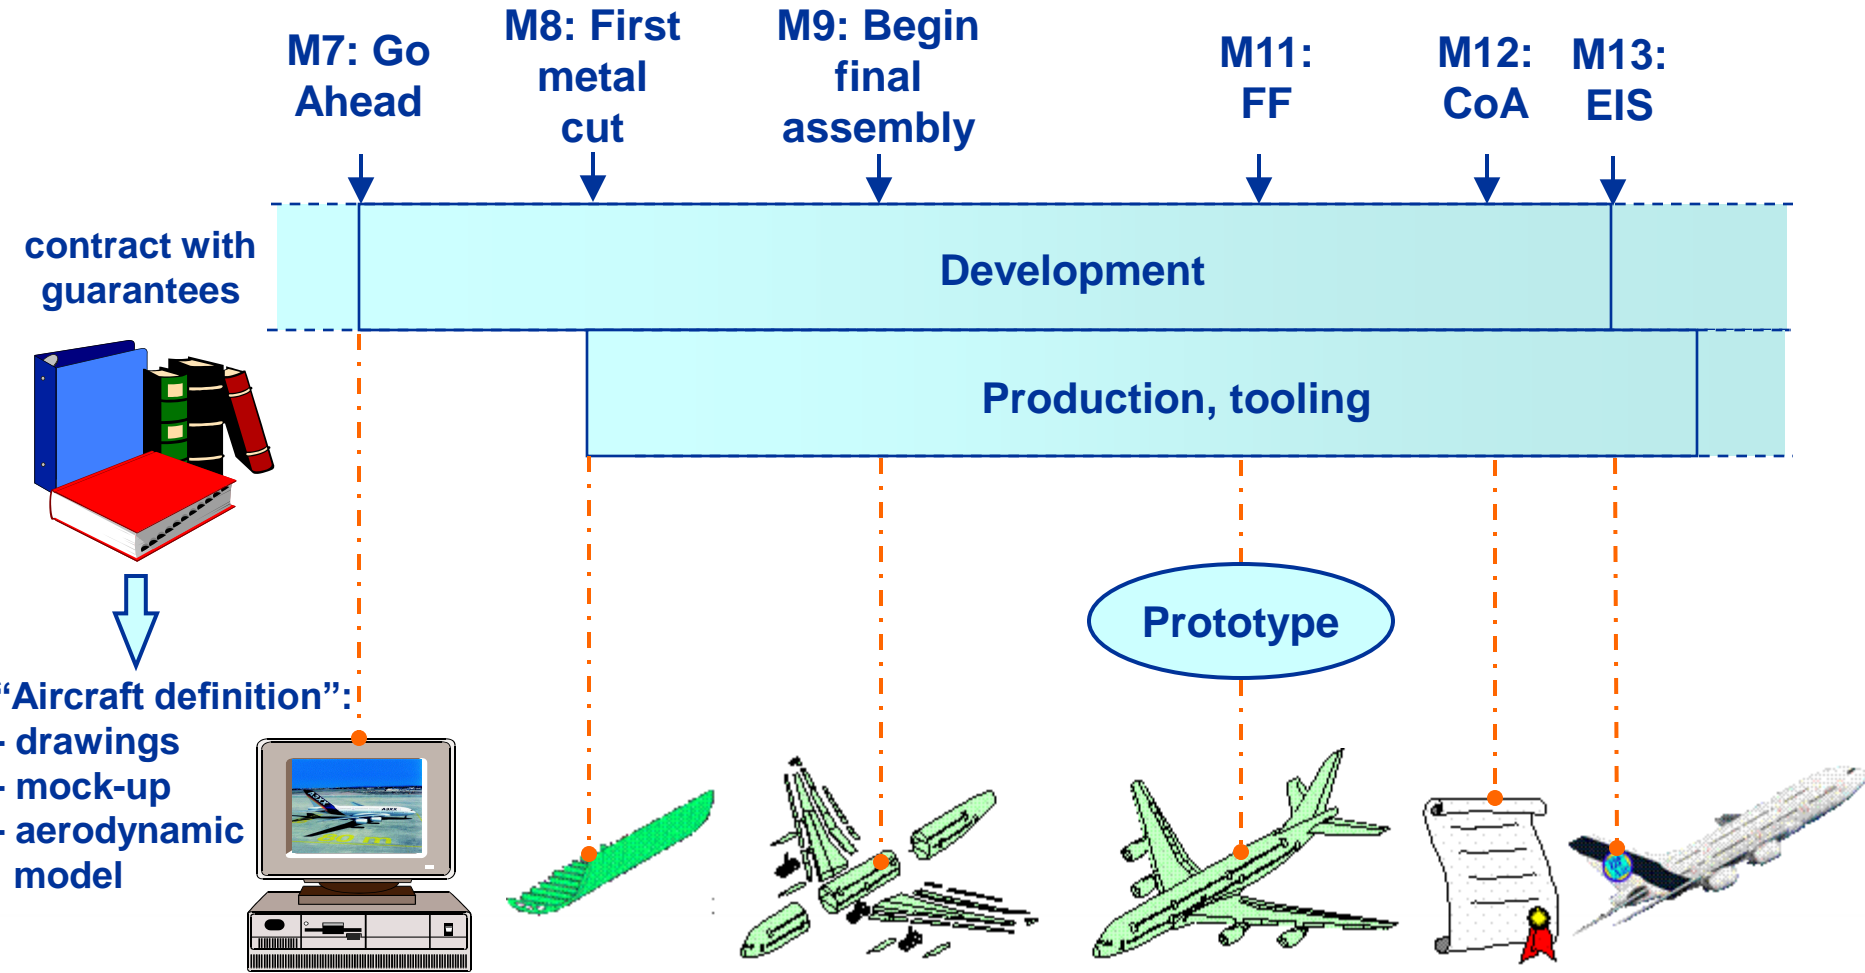 M7: Go
Ahead
M8: First
metal
cut
M9: Begin
final
assembly
M11:
FF
M12:
CoA
M13:
EIS
contract with
guarantees
Development
Production, tooling
Prototype
“Aircraft definition”:
- drawings
- mock-up
- aerodynamic
model